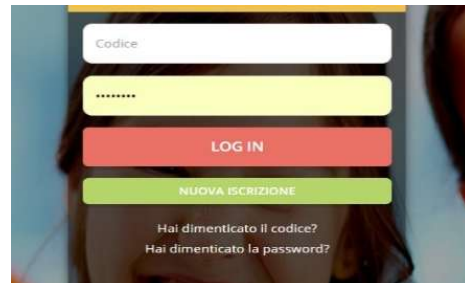 Codice
••••••••
LOG IN
NUOVA ISCRIZIONE
Hai dimenticato il codice?
Hai dimenticato la password?